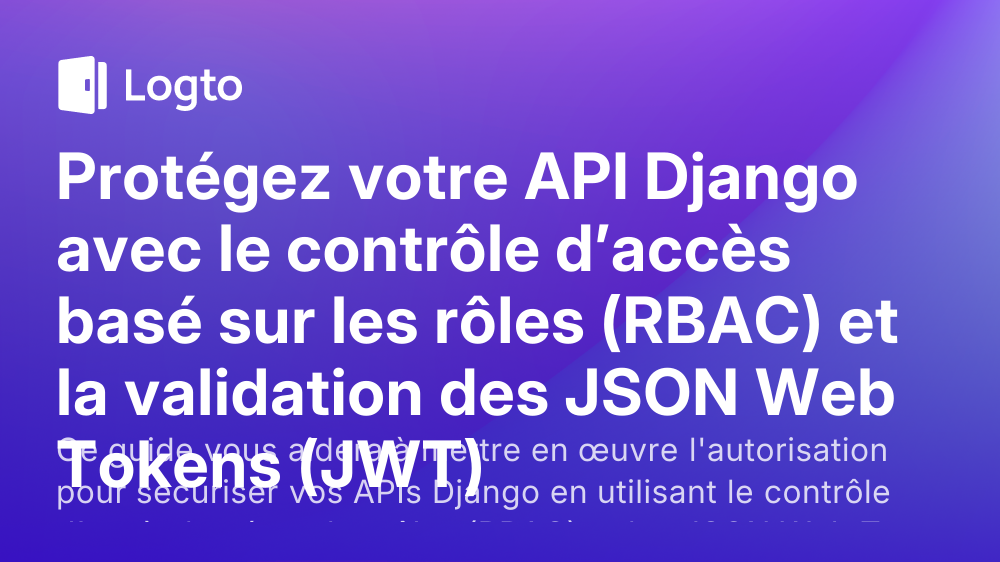 Logto
Protégez votre API Django
avec le contrôle d’accès
basé sur les rôles (RBAC) et
la validation des JSON Web
Tokens (JWT)
Ce guide vous aidera à mettre en œuvre l'autorisation
pour sécuriser vos APIs Django en utilisant le contrôle